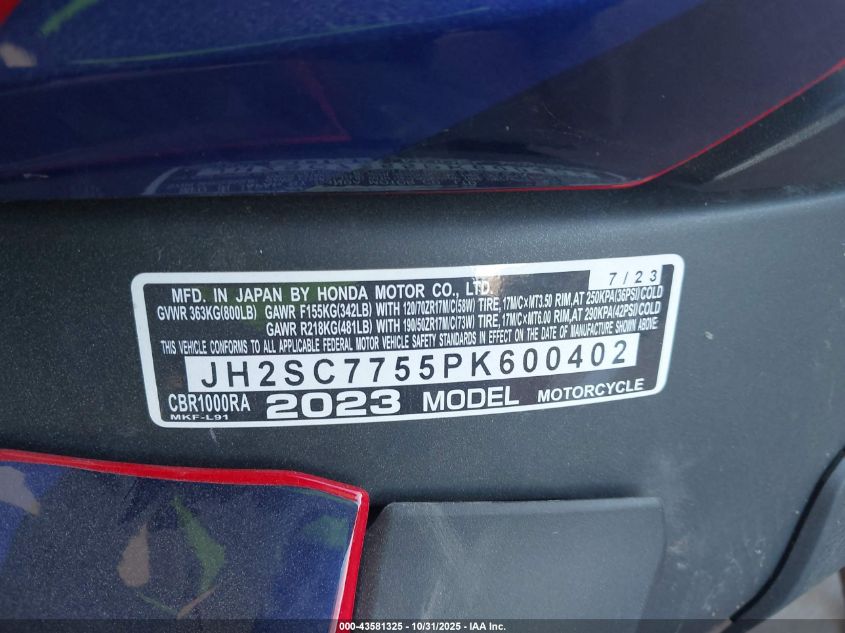 7/23
MFD. IN JAPAN BY HONDA MOTOR CO., LTD.
GVWR 363KG(800LB) GAWR F155KG(342LB) WITH 120/70ZR17M/C(58W) TIRE, 17M/C×MT3.50 RIM, AT 250KPA(36PSI)COLD
GAWR R218KG(481LB) WITH 190/50ZR17M/C(73W) TIRE, 17M/C×MT6.00 RIM, AT 290KPA(42PSI)COLD
THIS VEHICLE CONFORMS TO ALL APPLICABLE FEDERAL MOTOR VEHICLE SAFETY STANDARDS IN EFFECT ON THE DATE OF MANUFACTURE SHOWN ABOVE.
JH2SC7755PK600402
CBR1000RA 2023 MODEL MOTORCYCLE
MKF-L91
000-43581325 - 10/31/2025 - IAA Inc.